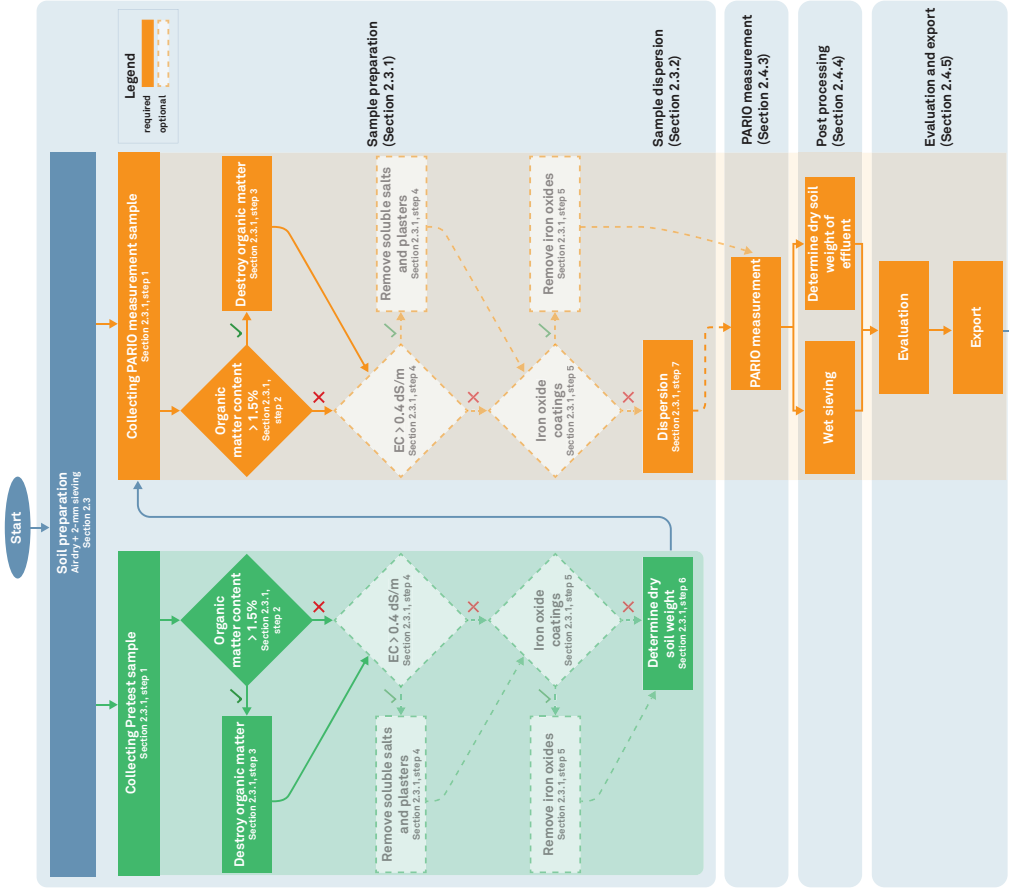 Start
Soil preparation
Airdry + 2-mm sieving
Section 2.3
Legend
required
optional
Collecting Pretest sample
Section 2.3.1, step 1
Collecting PARIO measurement sample
Section 2.3.1, step 1
Destroy organic matter
Section 2.3.1, step 3
Organic
matter content
> 1.5%
Section 2.3.1,
step 2
Organic
matter content
> 1.5%
Section 2.3.1,
step 2
Destroy organic matter
Section 2.3.1, step 3
Sample preparation
(Section 2.3.1)
Remove soluble salts
and plasters
Section 2.3.1, step 4
EC > 0.4 dS/m
Section 2.3.1, step 4
EC > 0.4 dS/m
Section 2.3.1, step 4
Remove soluble salts
and plasters
Section 2.3.1, step 4
Remove iron oxides
Section 2.3.1, step 5
Iron oxide
coatings
Section 2.3.1, step 5
Iron oxide
coatings
Section 2.3.1, step 5
Remove iron oxides
Section 2.3.1, step 5
Determine dry
soil weight
Section 2.3.1, step 6
Dispersion
Section 2.3.1, step 7
Sample dispersion
(Section 2.3.2)
PARIO measurement
PARIO measurement
(Section 2.4.3)
Wet sieving
Determine dry soil
weight of
effluent
Post processing
(Section 2.4.4)
Evaluation
Export
Evaluation and export
(Section 2.4.5)